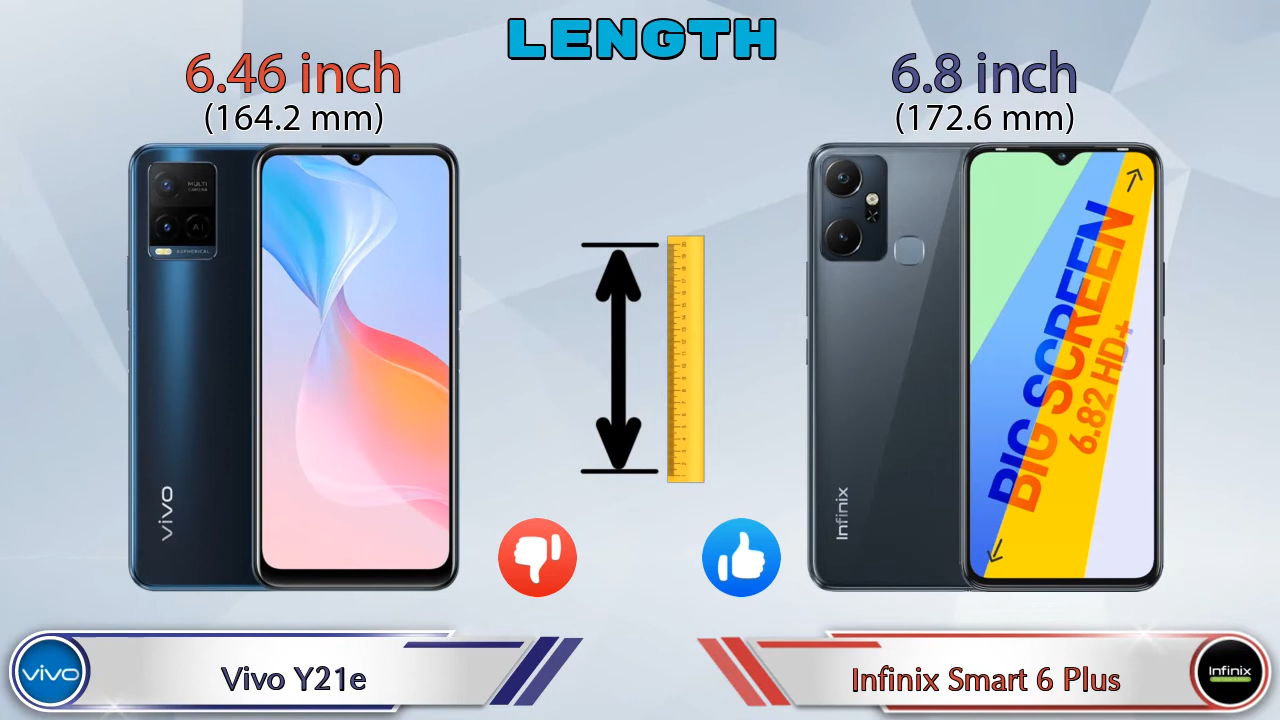 LENGTH
6.46 inch
(164.2 mm)
6.8 inch
(172.6 mm)
MULTI
CAMERA
AI
ASPHERICAL
vivo
Infinix
BIG SCREEN
6.82 HD+
vivo
Vivo Y21e
Infinix Smart 6 Plus
Infinix